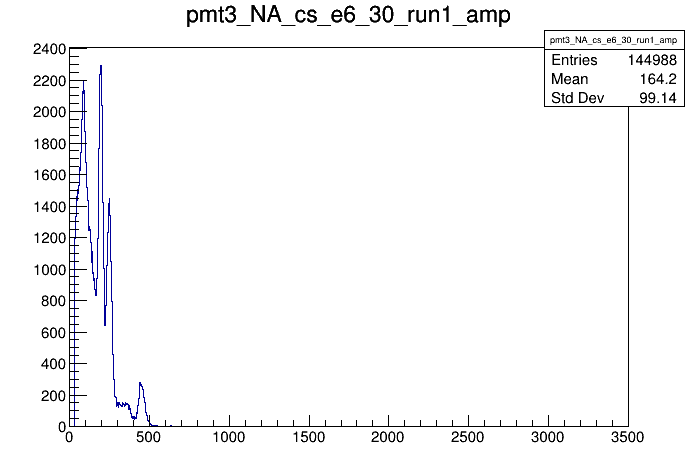 pmt3_NA_cs_e6_30_run1_amp
pmt3_NA_cs_e6_30_run1_amp
Entries 144988
Mean 164.2
Std Dev 99.14
2400
2200
2000
1800
1600
1400
1200
1000
800
600
400
200
0
0 500 1000 1500 2000 2500 3000 3500